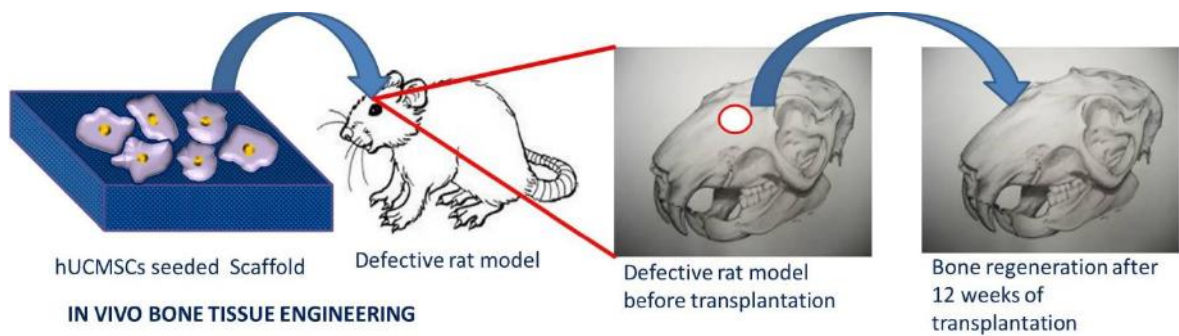 hUCMSCs seeded Scaffold
Defective rat model
Defective rat model
before transplantation
Bone regeneration after
12 weeks of
transplantation
IN VIVO BONE TISSUE ENGINEERING